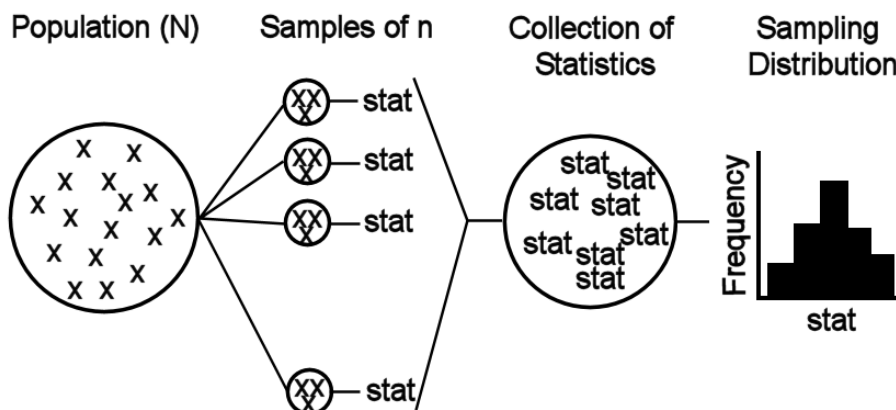 Population (N)
Samples of n
Collection of
Statistics
Sampling
Distribution
X X
X X X
X X
X X
X X
X X
X
X X
XX
X
stat
XX
X
stat
XX
X
stat
XX
X
stat
stat
stat
stat
stat
stat
stat
stat
stat
Frequency
stat